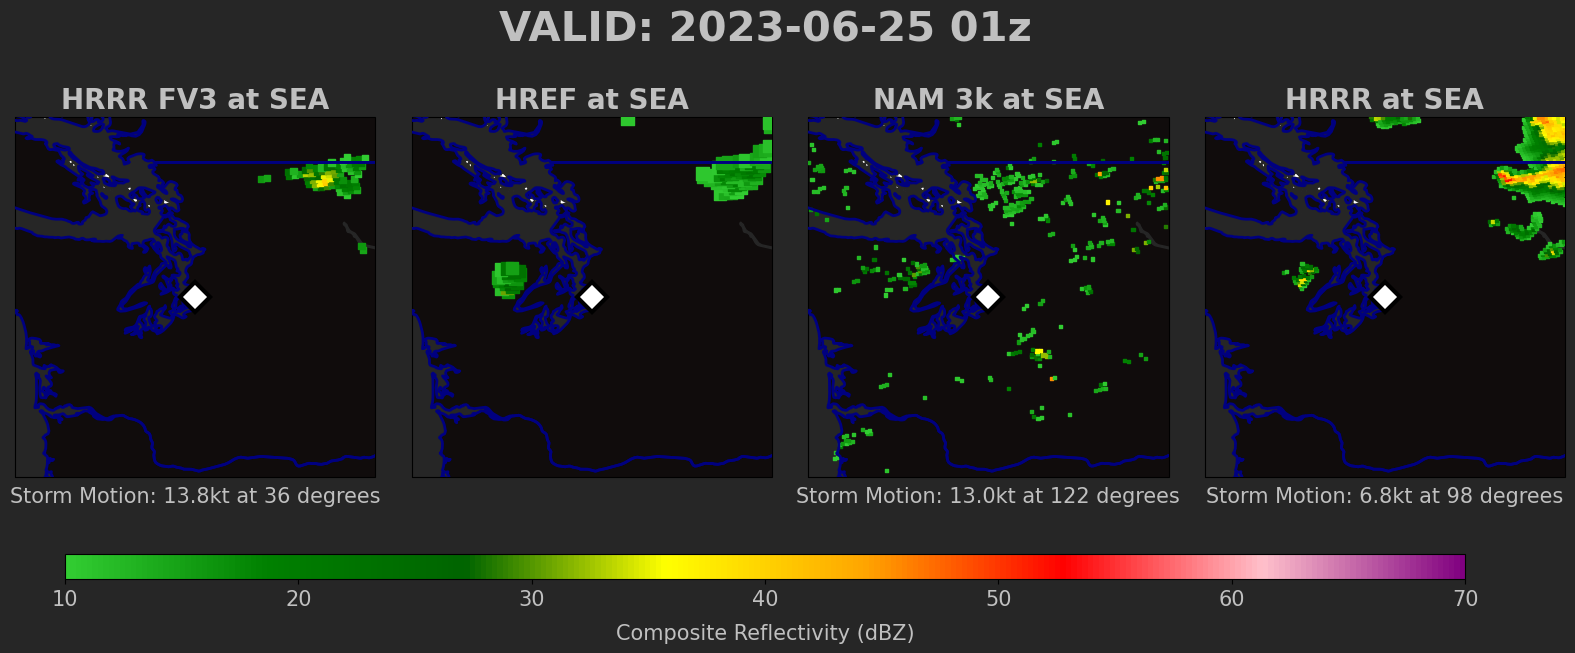 VALID: 2023-06-25 01z
HRRR FV3 at SEA
HREF at SEA
NAM 3k at SEA
HRRR at SEA
Storm Motion: 13.8kt at 36 degrees
Storm Motion: 13.0kt at 122 degrees
Storm Motion: 6.8kt at 98 degrees
10 20 30 40 50 60 70
Composite Reflectivity (dBZ)